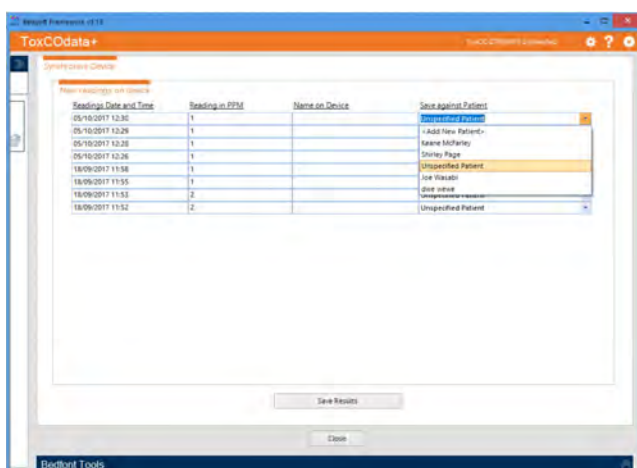 Bedfont Framework v3.13
ToxCOdata+
Synchronise Device
New readings on device
Readings Date and Time Reading in PPM Name on Device Save against Patient
05/10/2017 12:30 1 Unspecified Patient
05/10/2017 12:29 1 <Add New Patient>
05/10/2017 12:28 1 Keane McFarley
05/10/2017 12:26 1 Shirley Page
18/09/2017 11:58 1 Unspecified Patient
18/09/2017 11:55 1 Joe Wasabi
18/09/2017 11:53 2 dwe wewe
18/09/2017 11:52 2 Unspecified Patient
Save Results
Close
Bedfont Tools